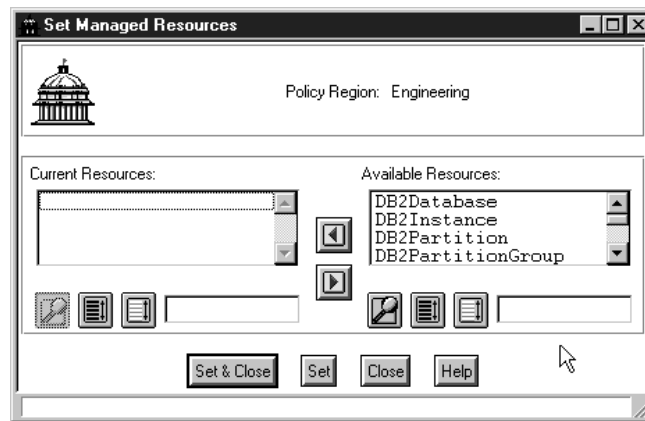 Set Managed Resources
Policy Region: Engineering
Current Resources:
Available Resources:
DB2Database
DB2Instance
DB2Partition
DB2PartitionGroup
Set & Close
Set
Close
Help